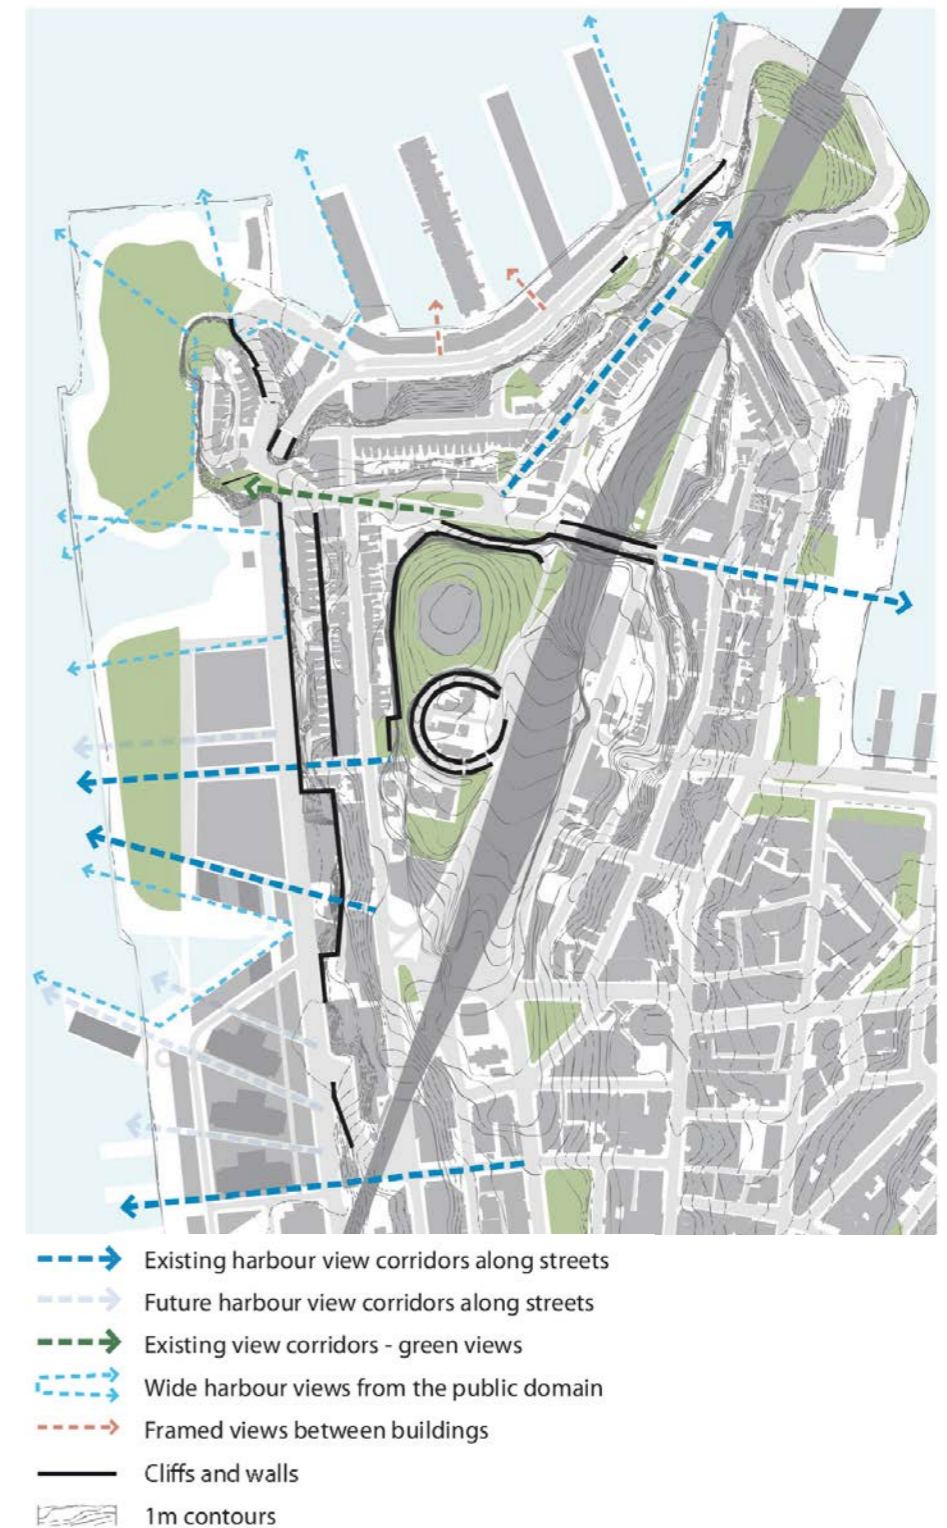 Existing harbour view corridors along streets
Future harbour view corridors along streets
Existing view corridors - green views
Wide harbour views from the public domain
Framed views between buildings
Cliffs and walls
1m contours